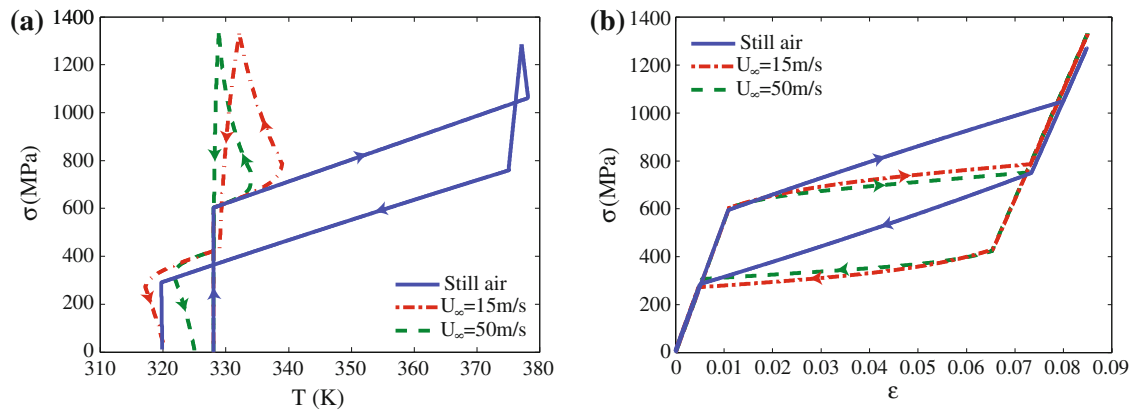 (a)
1400
1200
1000
800
600
400
200
0
σ(MPa)
Still air
U∞=15m/s
U∞=50m/s
310 320 330 340 350 360 370 380
T (K)
(b)
1400
1200
1000
800
600
400
200
0
σ(MPa)
Still air
U∞=15m/s
U∞=50m/s
0 0.01 0.02 0.03 0.04 0.05 0.06 0.07 0.08 0.09
ε